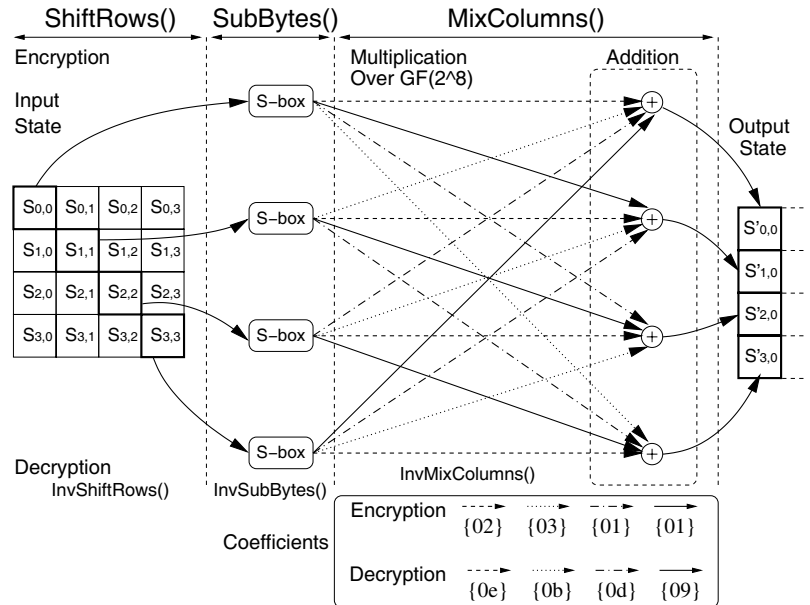 ShiftRows() SubBytes() MixColumns()
Encryption
Multiplication
Over GF(2^8)
Addition
Input
State
S-box
Output
State
S0,0 S0,1 S0,2 S0,3
S1,0 S1,1 S1,2 S1,3
S2,0 S2,1 S2,2 S2,3
S3,0 S3,1 S3,2 S3,3
S-box
S-box
S-box
+
+
+
+
S'0,0
S'1,0
S'2,0
S'3,0
Decryption
InvShiftRows() InvSubBytes() InvMixColumns()
Coefficients
Encryption
{02} {03} {01} {01}
Decryption
{0e} {0b} {0d} {09}